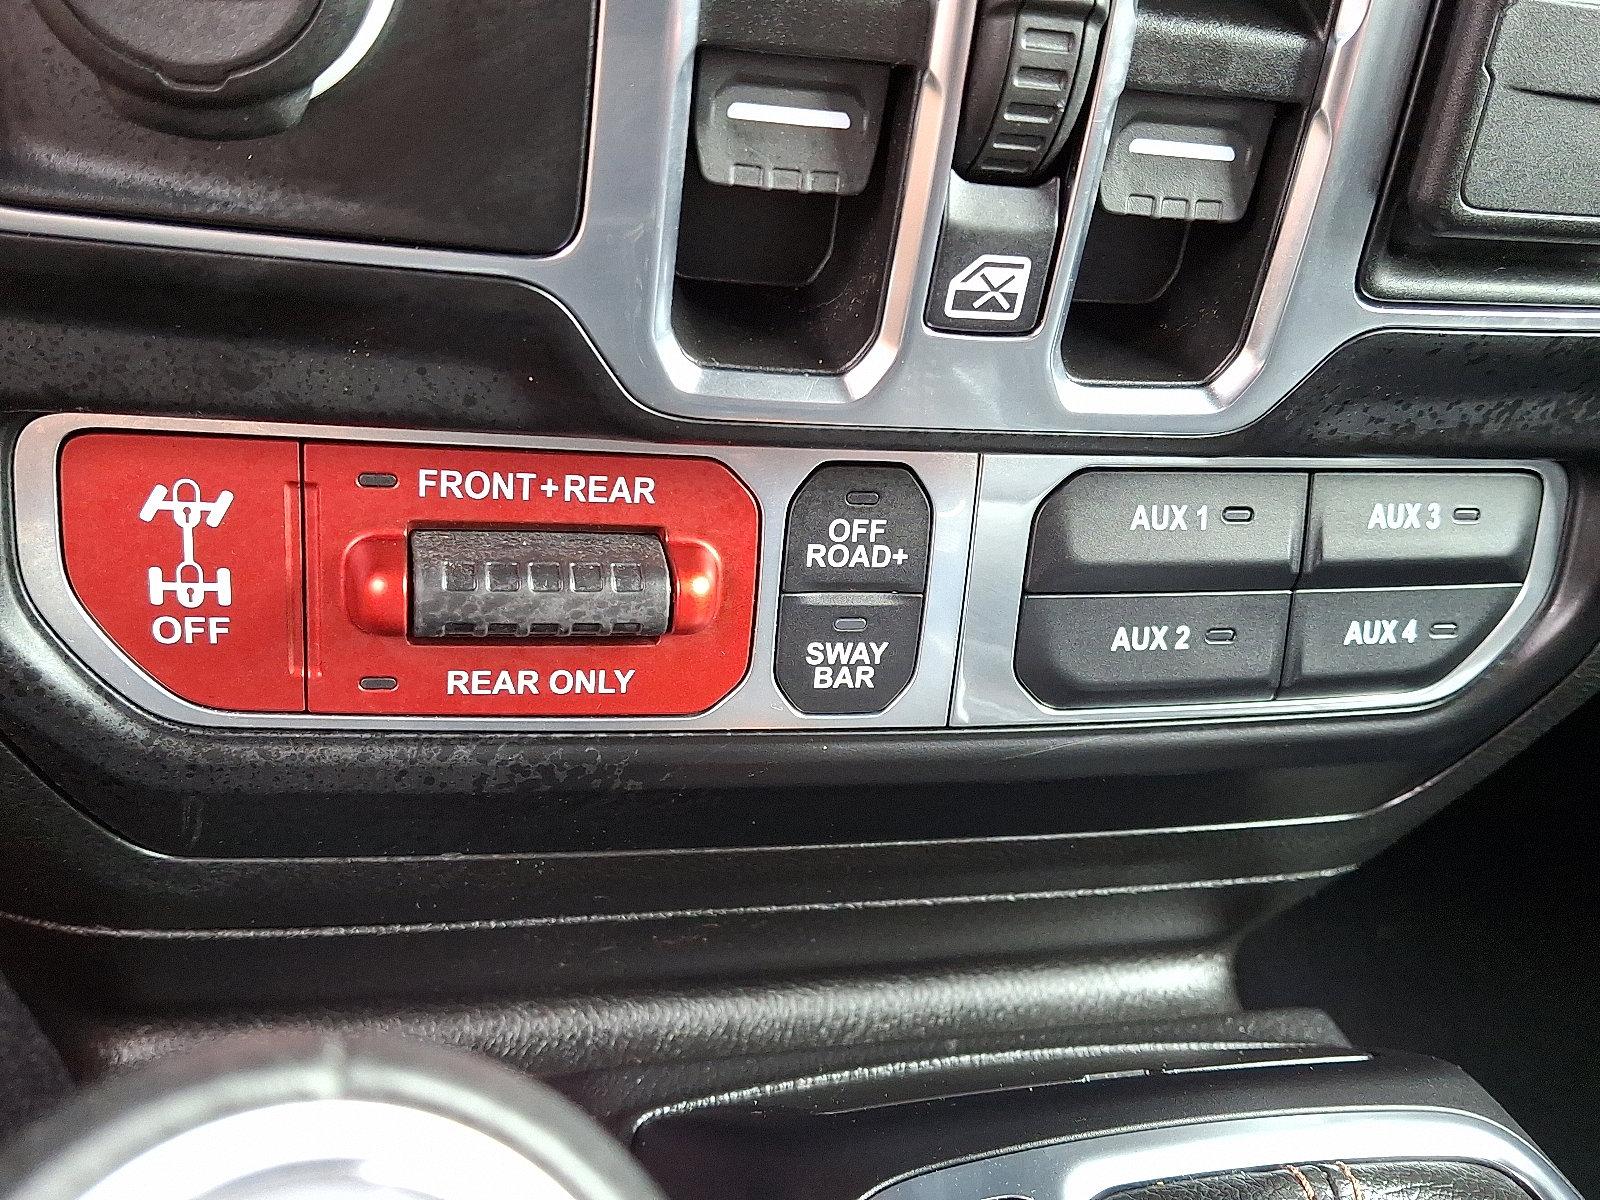 FRONT+REAR
OFF
REAR ONLY
OFF
ROAD+
SWAY
BAR
AUX 1
AUX 3
AUX 2
AUX 4